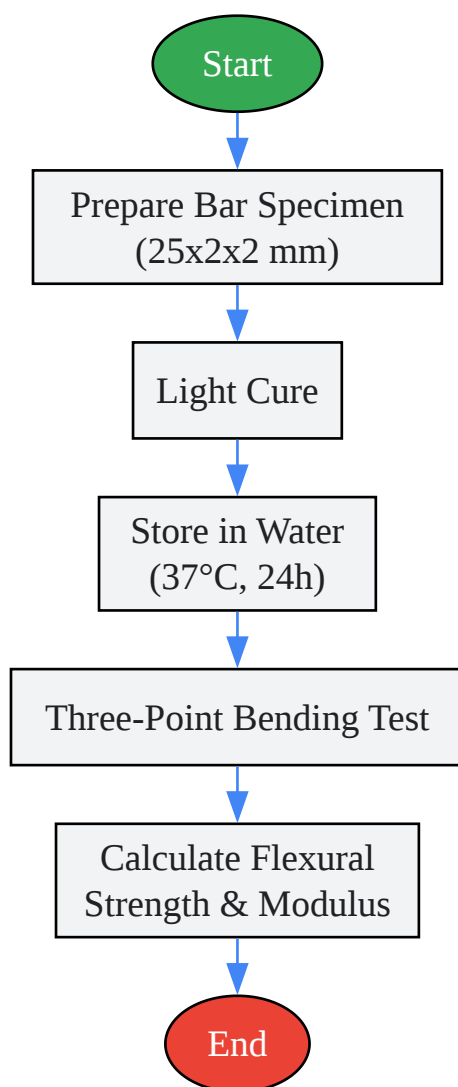 Start
Prepare Bar Specimen
(25x2x2 mm)
Light Cure
Store in Water
(37°C, 24h)
Three-Point Bending Test
Calculate Flexural
Strength & Modulus
End